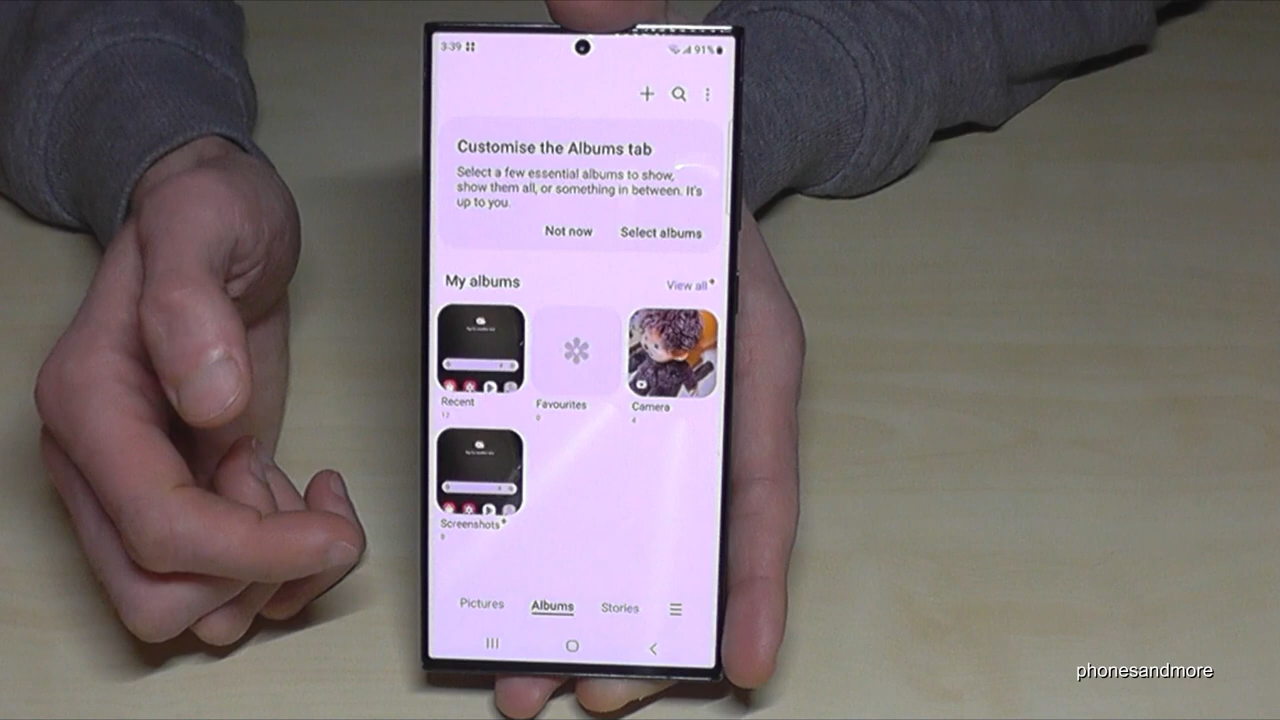 3:39
91%
Customise the Albums tab
Select a few essential albums to show,
show them all, or something in between. It's
up to you.
Not now Select albums
My albums View all
Recent Favourites Camera
12 0 4
Screenshots
8
Pictures Albums Stories
phonesandmore